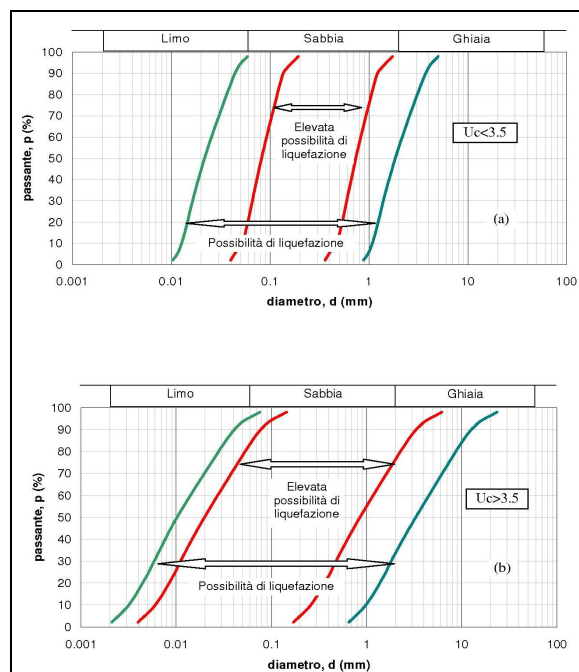 Limo Sabbia Ghiaia
100
90
80
70
60
50
40
30
20
10
0
passante, p (%)
Elevata
possibilità di
liquefazione
Uc<3.5
(a)
Possibilità di liquefazione
0.001 0.01 0.1 1 10 100
diametro, d (mm)
Limo Sabbia Ghiaia
100
90
80
70
60
50
40
30
20
10
0
passante, p (%)
Elevata
possibilità di
liquefazione
Uc>3.5
(b)
Possibilità di liquefazione
0.001 0.01 0.1 1 10 100
diametro, d (mm)